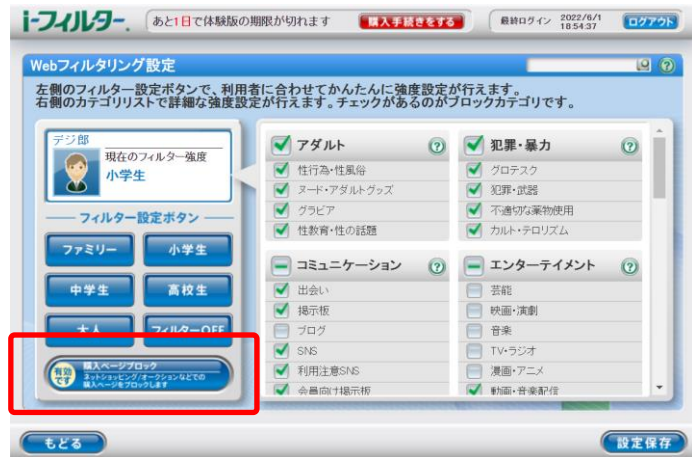 i-フィルター.
あと1日で体験版の期限が切れます
購入手続きをする
最終ログイン 2022/6/1 18:54:37
ログアウト
Webフィルタリング設定
左側のフィルター設定ボタンで、利用者に合わせてかんたんに強度設定が行えます。
右側のカテゴリリストで詳細な強度設定が行えます。チェックがあるのがブロックカテゴリです。
デジ郎
現在のフィルター強度
小学生
フィルター設定ボタン
ファミリー 小学生
中学生 高校生
大人 フィルターOFF
有効です
購入ページブロック
ネットショッピング/オークションなどでの
購入ページをブロックします
アダルト
性行為・性風俗
ヌード・アダルトグッズ
グラビア
性教育・性の話題
犯罪・暴力
グロテスク
犯罪・武器
不適切な薬物使用
カルト・テロリズム
コミュニケーション
出会い
掲示板
ブログ
SNS
利用注意SNS
会員向け掲示板
エンターテイメント
芸能
映画・演劇
音楽
TV・ラジオ
漫画・アニメ
動画・音楽配信
もどる
設定保存